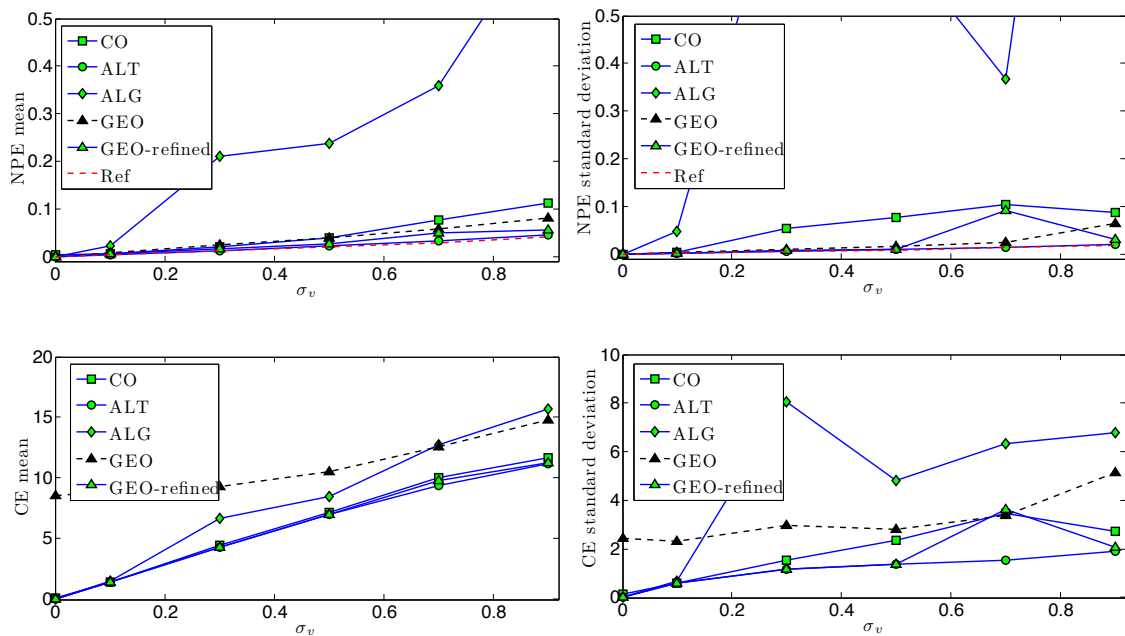 NPE mean
0.5
0.4
0.3
0.2
0.1
0
CO
ALT
ALG
GEO
GEO-refined
Ref
0 0.2 0.4 0.6 0.8
σv
NPE standard deviation
0.5
0.4
0.3
0.2
0.1
0
CO
ALT
ALG
GEO
GEO-refined
Ref
0 0.2 0.4 0.6 0.8
σv
CE mean
20
15
10
5
0
CO
ALT
ALG
GEO
GEO-refined
0 0.2 0.4 0.6 0.8
σv
CE standard deviation
10
8
6
4
2
0
CO
ALT
ALG
GEO
GEO-refined
0 0.2 0.4 0.6 0.8
σv